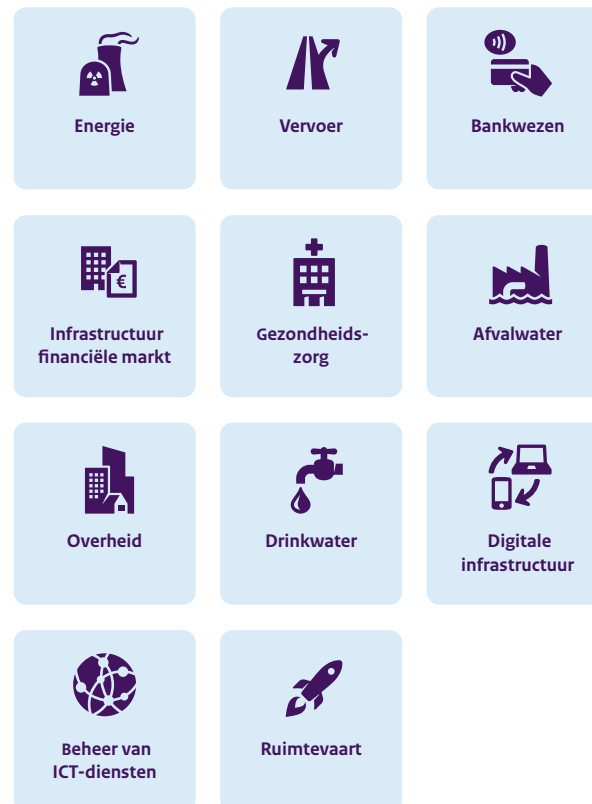 Energie
Vervoer
Bankwezen
Infrastructuur
financiële markt
Gezondheids-
zorg
Afvalwater
€
Overheid
Drinkwater
Digitale
infrastructuur
Beheer van
ICT-diensten
Ruimtevaart